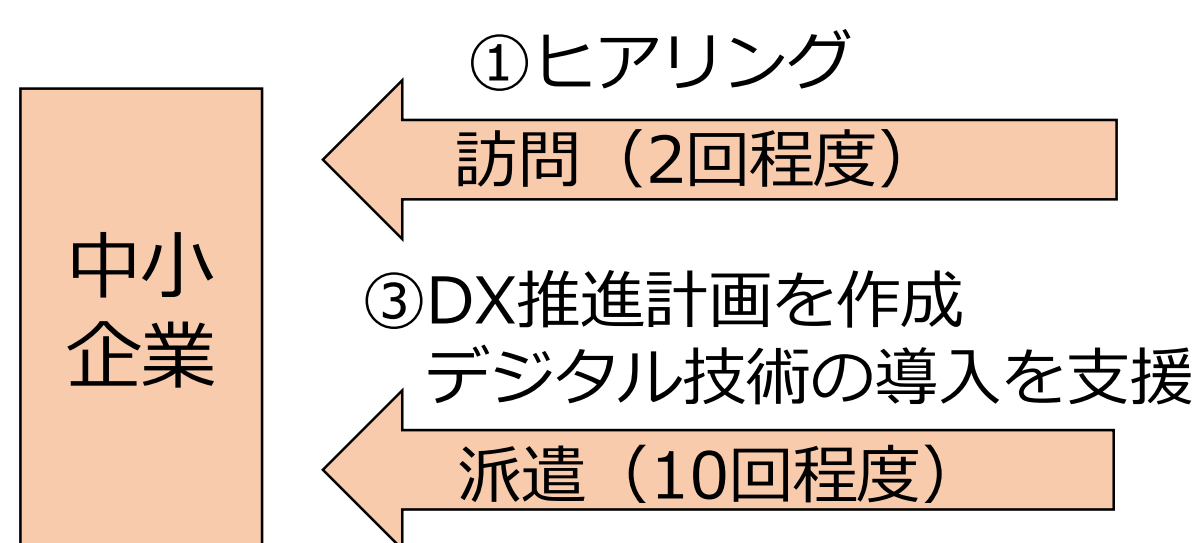 中小
企業
①ヒアリング
訪問（2回程度）
③DX推進計画を作成
デジタル技術の導入を支援
派遣（10回程度）